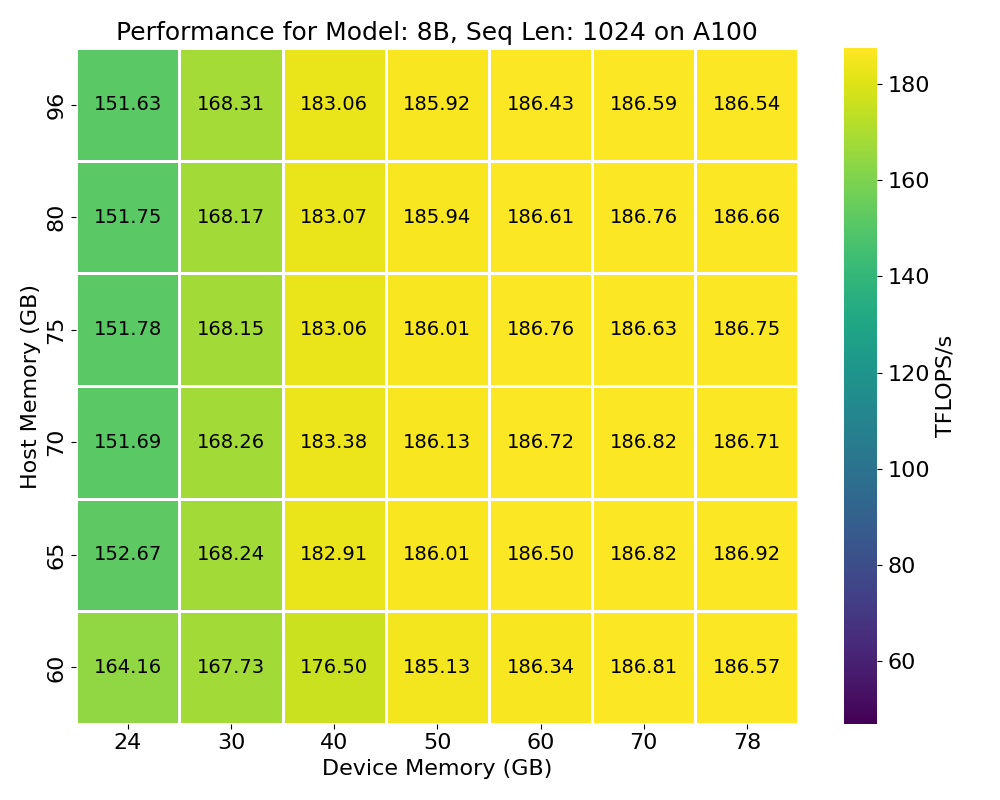 Performance for Model: 8B, Seq Len: 1024 on A100
96 151.63 168.31 183.06 185.92 186.43 186.59 186.54
80 151.75 168.17 183.07 185.94 186.61 186.76 186.66
75 151.78 168.15 183.06 186.01 186.76 186.63 186.75
70 151.69 168.26 183.38 186.13 186.72 186.82 186.71
65 152.67 168.24 182.91 186.01 186.50 186.82 186.92
60 164.16 167.73 176.50 185.13 186.34 186.81 186.57
24 30 40 50 60 70 78
Device Memory (GB)
Host Memory (GB)
180
160
140
120
100
80
60
TFLOPS/s